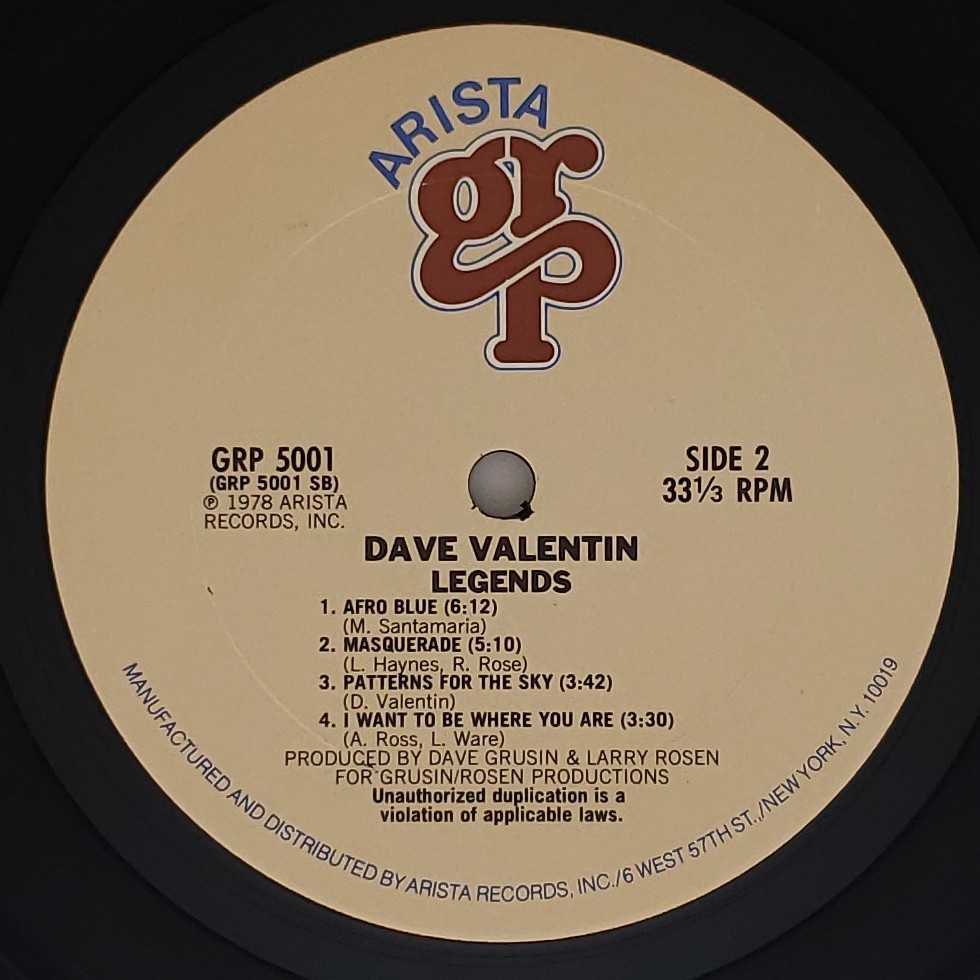 ARISTA
grp
GRP 5001
(GRP 5001 SB)
℗ 1978 ARISTA
RECORDS, INC.
SIDE 2
33⅓ RPM
DAVE VALENTIN
LEGENDS
1. AFRO BLUE (6:12)
(M. Santamaria)
2. MASQUERADE (5:10)
(L. Haynes, R. Rose)
3. PATTERNS FOR THE SKY (3:42)
(D. Valentin)
4. I WANT TO BE WHERE YOU ARE (3:30)
(A. Ross, L. Ware)
PRODUCED BY DAVE GRUSIN & LARRY ROSEN
FOR GRUSIN/ROSEN PRODUCTIONS
Unauthorized duplication is a
violation of applicable laws.
MANUFACTURED AND DISTRIBUTED BY ARISTA RECORDS, INC./6 WEST 57TH ST.,/NEW YORK, N.Y. 10019